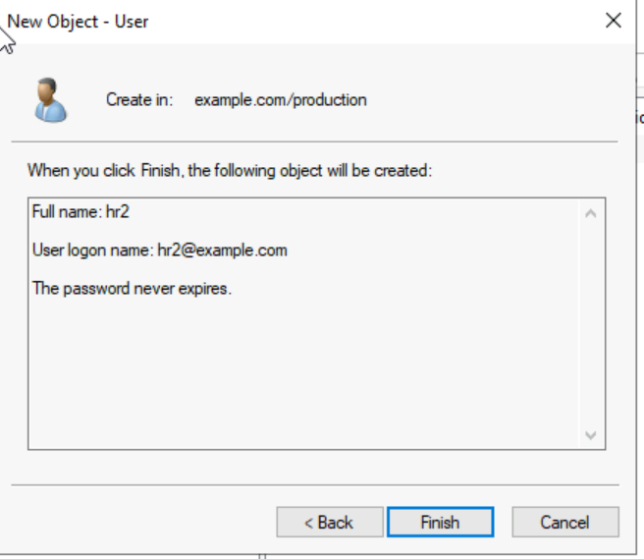 New Object - User
Create in: example.com/production
When you click Finish, the following object will be created:
Full name: hr2
User logon name: hr2@example.com
The password never expires.
< Back Finish Cancel